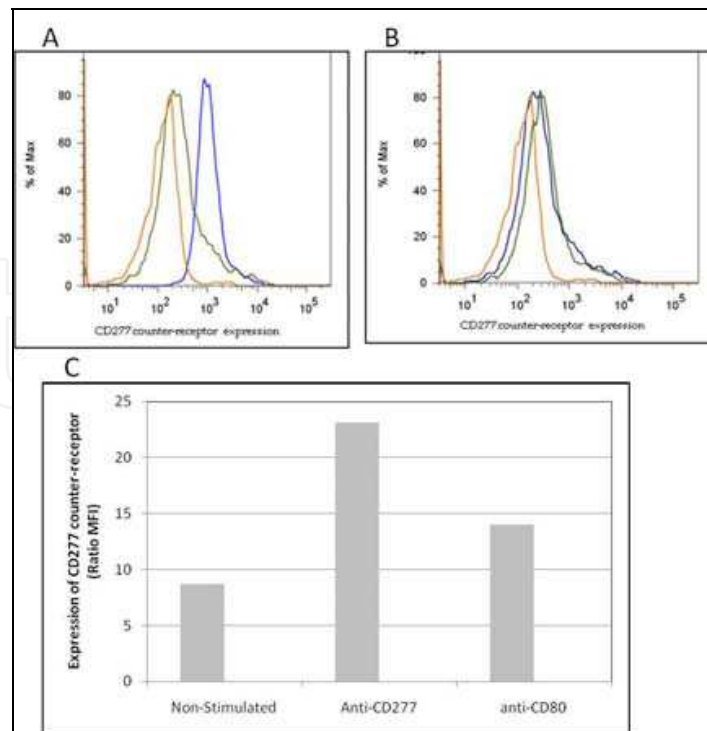 A
% of Max
80
60
40
20
0
10^1 10^2 10^3 10^4 10^5
CD277 counter-receptor expression
B
% of Max
80
60
40
20
0
10^1 10^2 10^3 10^4 10^5
CD277 counter-receptor expression
C
Expression of CD277 counter-receptor
(Ratio MFI)
25
20
15
10
5
0
Non-Stimulated Anti-CD277 anti-CD80